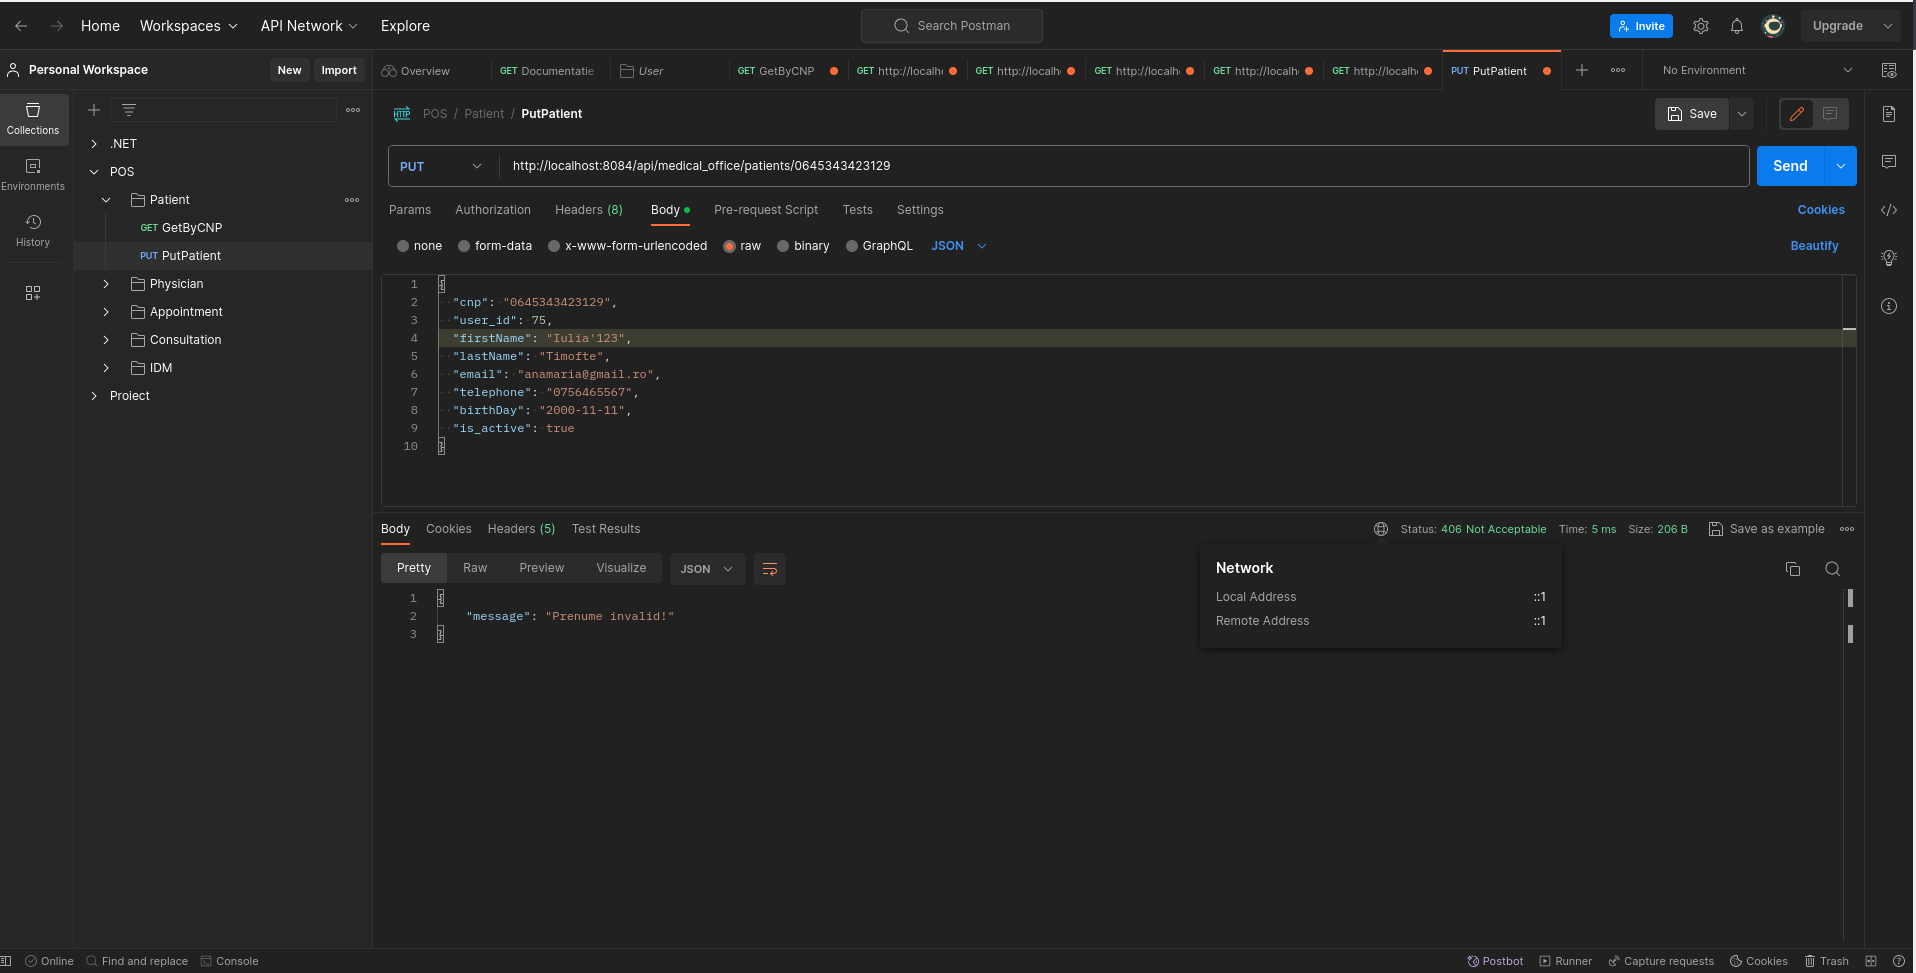 Home Workspaces API Network Explore Search Postman Invite Upgrade
Personal Workspace New Import Overview GET Documentatic User GET GetByCNP GET http://localh GET http://localh GET http://localh GET http://localh GET http://localh PUT PutPatient No Environment
Collections
Environments
History
.NET
POS
Patient
GET GetByCNP
PUT PutPatient
Physician
Appointment
Consultation
IDM
Proiect
HTTP POS / Patient / PutPatient Save
PUT http://localhost:8084/api/medical_office/patients/0645343423129 Send
Params Authorization Headers (8) Body Pre-request Script Tests Settings Cookies
none form-data x-www-form-urlencoded raw binary GraphQL JSON Beautify
1 {
2 "cnp": "0645343423129",
3 "user_id": 75,
4 "firstName": "Iulia'123",
5 "lastName": "Timofte",
6 "email": "anamaria@gmail.ro",
7 "telephone": "0756465567",
8 "birthDay": "2000-11-11",
9 "is_active": true
10 }
Body Cookies Headers (5) Test Results Status: 406 Not Acceptable Time: 5 ms Size: 206 B Save as example
Pretty Raw Preview Visualize JSON
1 {
2 "message": "Prenume invalid!"
3 }
Network
Local Address ::1
Remote Address ::1
Online Find and replace Console Postbot Runner Capture requests Cookies Trash